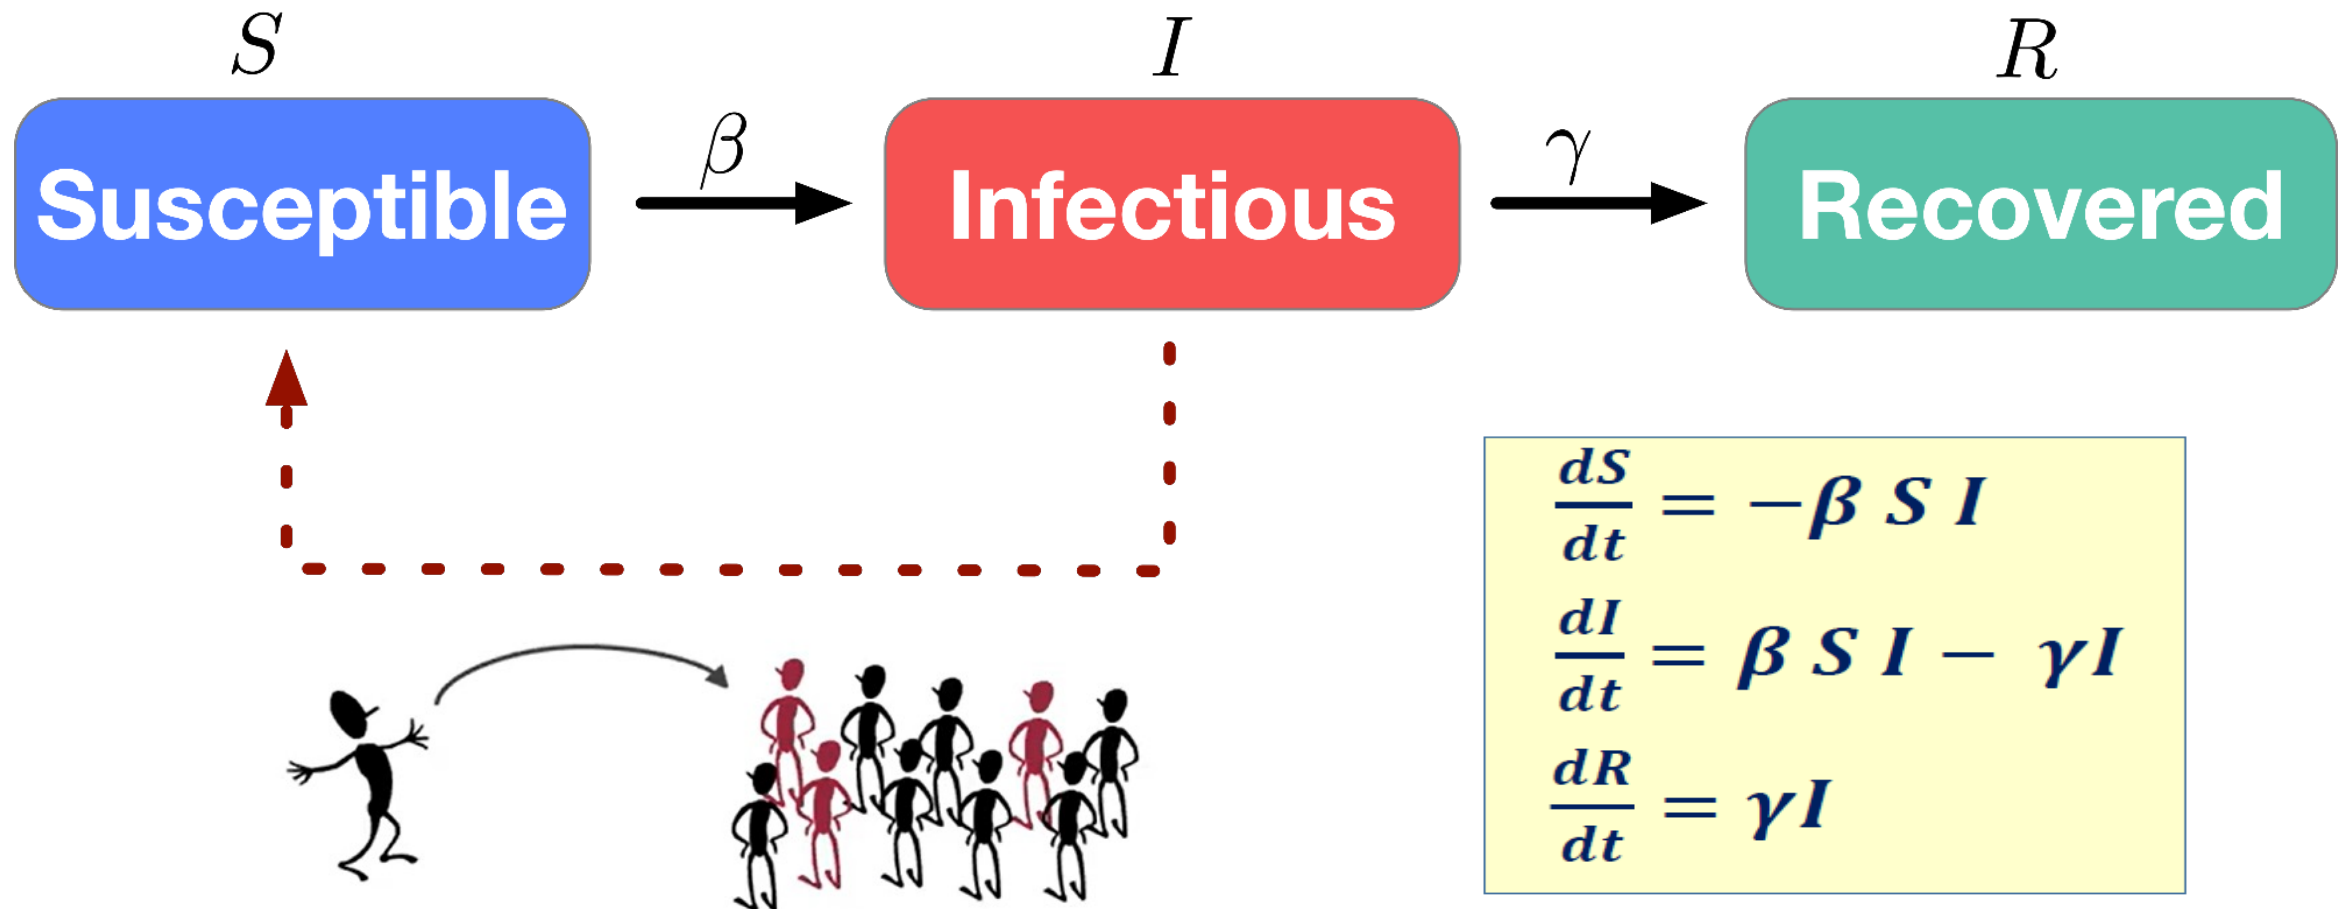 S
I
R
Susceptible
β
Infectious
γ
Recovered
dS/dt = −β S I
dI/dt = β S I − γI
dR/dt = γI